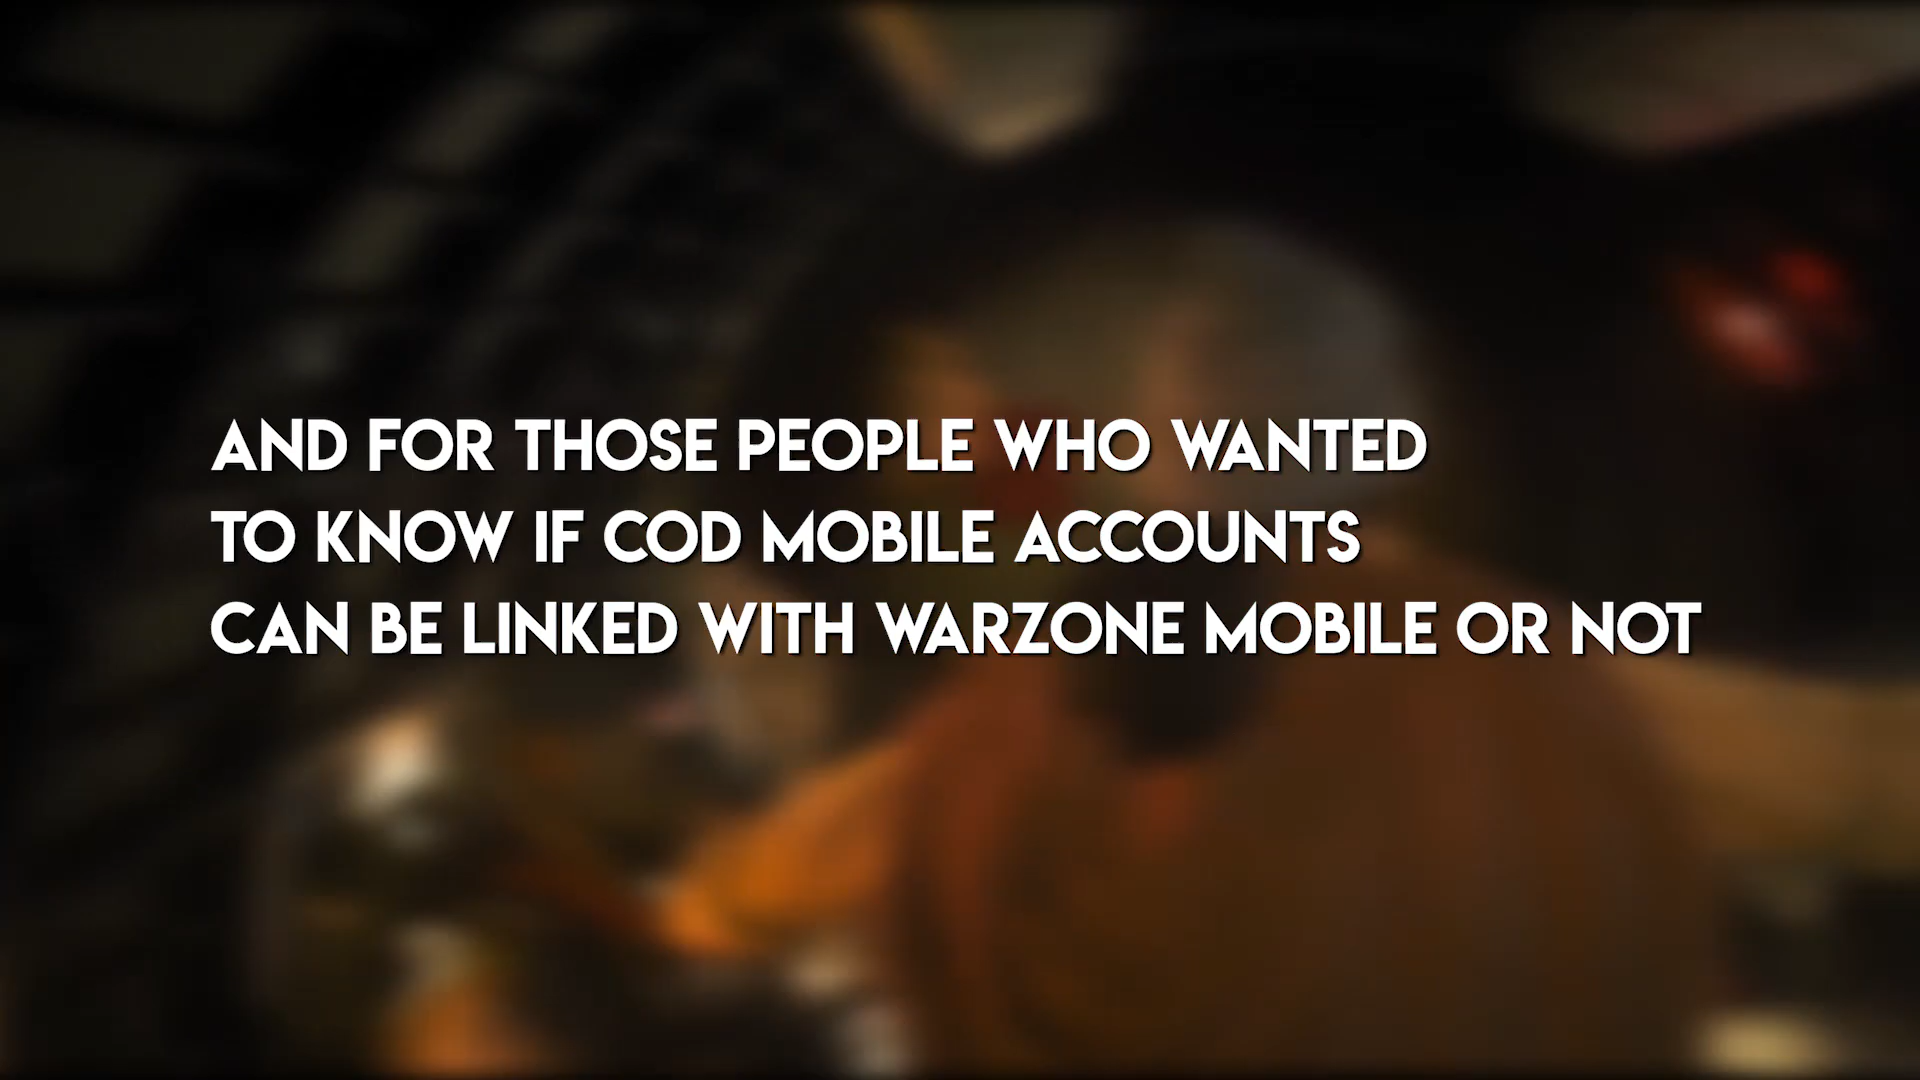 AND FOR THOSE PEOPLE WHO WANTED
TO KNOW IF COD MOBILE ACCOUNTS
CAN BE LINKED WITH WARZONE MOBILE OR NOT